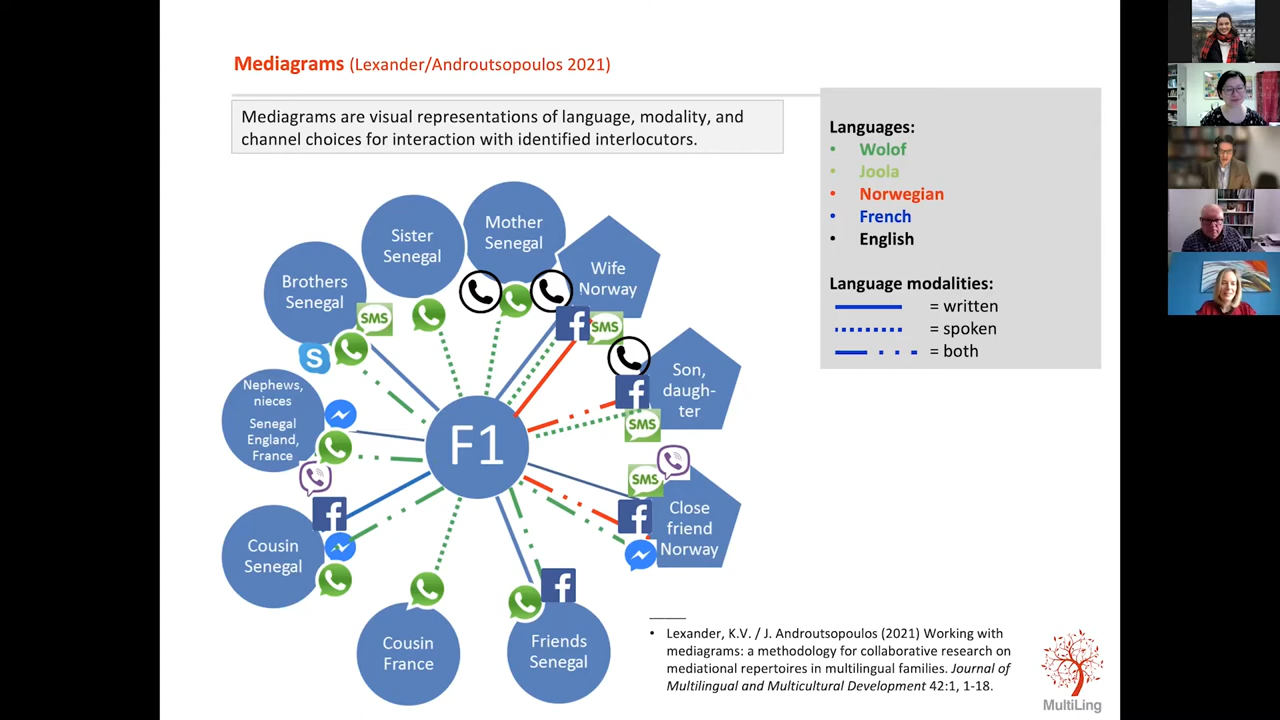 Mediagrams (Lexander/Androutsopoulos 2021)
Mediagrams are visual representations of language, modality, and
channel choices for interaction with identified interlocutors.
Languages:
• Wolof
• Joola
• Norwegian
• French
• English
Language modalities:
= written
= spoken
= both
Mother
Senegal
Sister
Senegal
Wife
Norway
Brothers
Senegal
SMS
SMS
S
f
Son,
daugh-
ter
f
SMS
Nephews,
nieces
Senegal
England,
France
F1
SMS
Close
friend
Norway
f
f
Cousin
Senegal
f
Cousin
France
Friends
Senegal
• Lexander, K.V. / J. Androutsopoulos (2021) Working with
mediagrams: a methodology for collaborative research on
mediational repertoires in multilingual families. Journal of
Multilingual and Multicultural Development 42:1, 1-18.
MultiLing